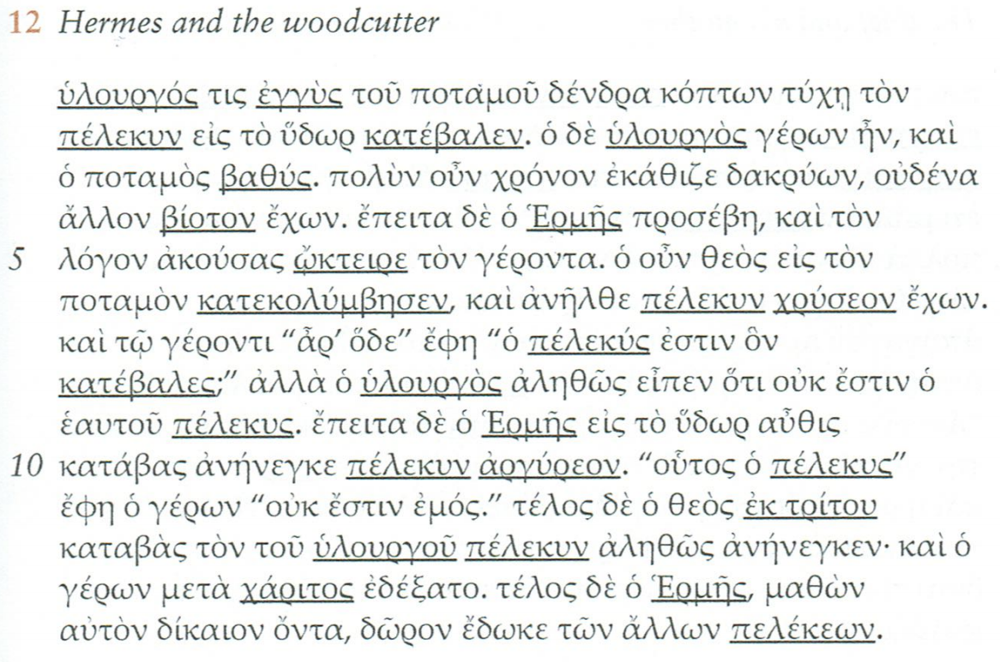 12 Hermes and the woodcutter
ὑλουργός τις ἐγγὺς τοῦ ποταμοῦ δένδρα κόπτων τύχῃ τὸν
πέλεκυν εἰς τὸ ὕδωρ κατέβαλεν. ὁ δὲ ὑλουργὸς γέρων ἦν, καὶ
ὁ ποταμὸς βαθύς. πολὺν οὖν χρόνον ἐκάθιζε δακρύων, οὐδένα
ἄλλον βίοτον ἔχων. ἔπειτα δὲ ὁ Ἑρμῆς προσέβη, καὶ τὸν
5 λόγον ἀκούσας ᾤκτειρε τὸν γέροντα. ὁ οὖν θεὸς εἰς τὸν
ποταμὸν κατεκολύμβησεν, καὶ ἀνῆλθε πέλεκυν χρύσεον ἔχων.
καὶ τῷ γέροντι “ἆρ’ ὅδε” ἔφη “ὁ πέλεκύς ἐστιν ὃν
κατέβαλες;” ἀλλὰ ὁ ὑλουργὸς ἀληθῶς εἶπεν ὅτι οὐκ ἔστιν ὁ
ἑαυτοῦ πέλεκυς. ἔπειτα δὲ ὁ Ἑρμῆς εἰς τὸ ὕδωρ αὖθις
10 κατάβας ἀνήνεγκε πέλεκυν ἀργύρεον. “οὗτος ὁ πέλεκυς”
ἔφη ὁ γέρων “οὐκ ἔστιν ἐμός.” τέλος δὲ ὁ θεὸς ἐκ τρίτου
καταβὰς τὸν τοῦ ὑλουργοῦ πέλεκυν ἀληθῶς ἀνήνεγκεν· καὶ ὁ
γέρων μετὰ χάριτος ἐδέξατο. τέλος δὲ ὁ Ἑρμῆς, μαθὼν
αὐτὸν δίκαιον ὄντα, δῶρον ἔδωκε τῶν ἄλλων πελέκεων.